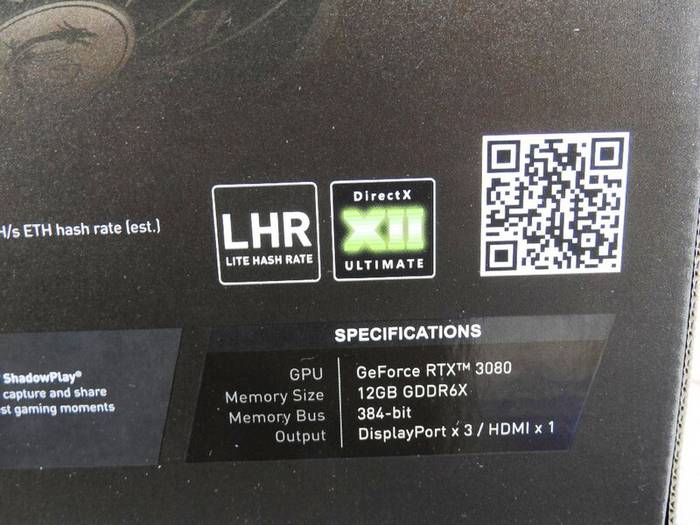 H/s ETH hash rate (est.)
LHR
LITE HASH RATE
DirectX
XII
ULTIMATE
SPECIFICATIONS
GPU GeForce RTX™ 3080
Memory Size 12GB GDDR6X
Memory Bus 384-bit
Output DisplayPort x 3 / HDMI x 1
ShadowPlay®
capture and share
st gaming moments